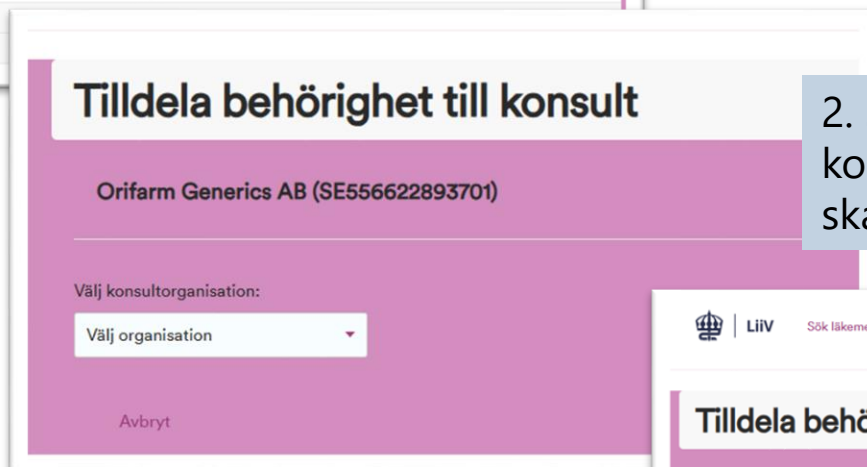 Tilldela behörighet till konsult
Orifarm Generics AB (SE556622893701)
Välj konsultorganisation:
Välj organisation
Avbryt
2.
ko
ska
LiiV Sök läkeme
Tilldela behö